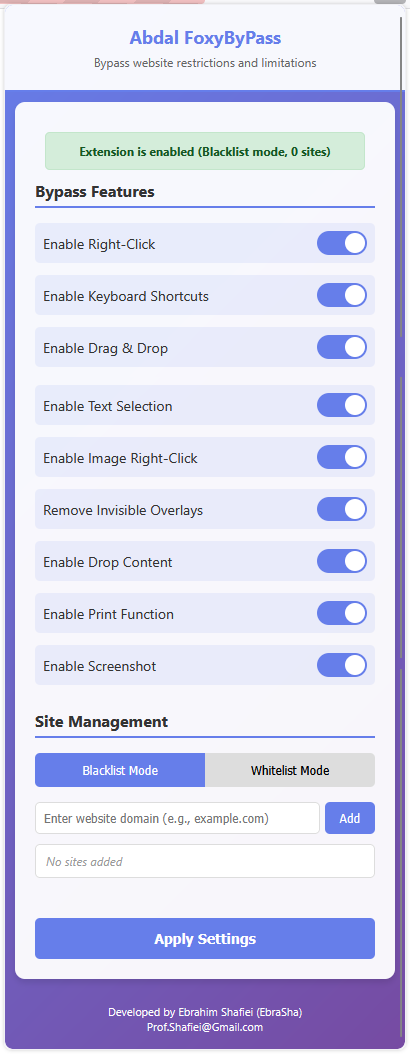 Abdal FoxyByPass
Bypass website restrictions and limitations
Extension is enabled (Blacklist mode, 0 sites)
Bypass Features
Enable Right-Click
Enable Keyboard Shortcuts
Enable Drag & Drop
Enable Text Selection
Enable Image Right-Click
Remove Invisible Overlays
Enable Drop Content
Enable Print Function
Enable Screenshot
Site Management
Blacklist Mode Whitelist Mode
Enter website domain (e.g., example.com) Add
No sites added
Apply Settings
Developed by Ebrahim Shafiei (EbraSha)
Prof.Shafiei@Gmail.com